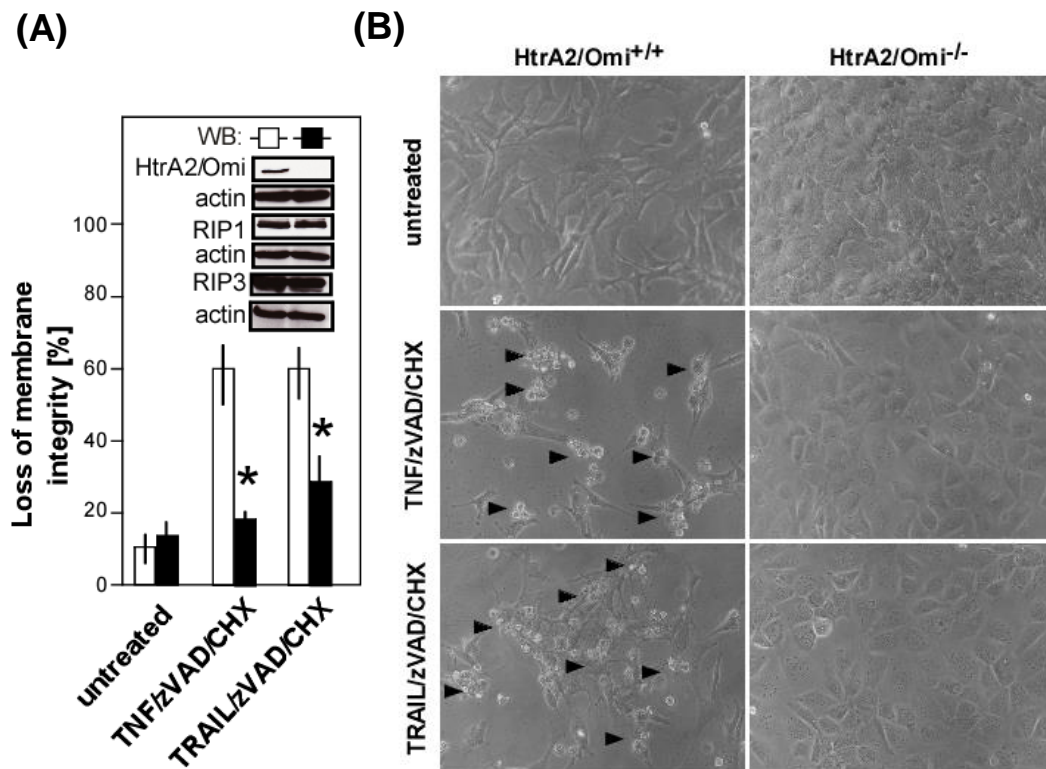 (A)
WB:
HtrA2/Omi
actin
RIP1
actin
RIP3
actin
100
80
60
40
20
0
Loss of membrane
integrity [%]
*
*
untreated
TNF/zVAD/CHX
TRAIL/zVAD/CHX
(B)
HtrA2/Omi+/+
HtrA2/Omi-/-
untreated
TNF/zVAD/CHX
TRAIL/zVAD/CHX